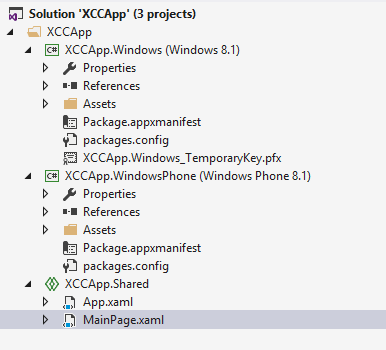 Solution 'XCCApp' (3 projects)
XCCApp
C# XCCApp.Windows (Windows 8.1)
Properties
References
Assets
Package.appxmanifest
packages.config
XCCApp.Windows_TemporaryKey.pfx
C# XCCApp.WindowsPhone (Windows Phone 8.1)
Properties
References
Assets
Package.appxmanifest
packages.config
XCCApp.Shared
App.xaml
MainPage.xaml